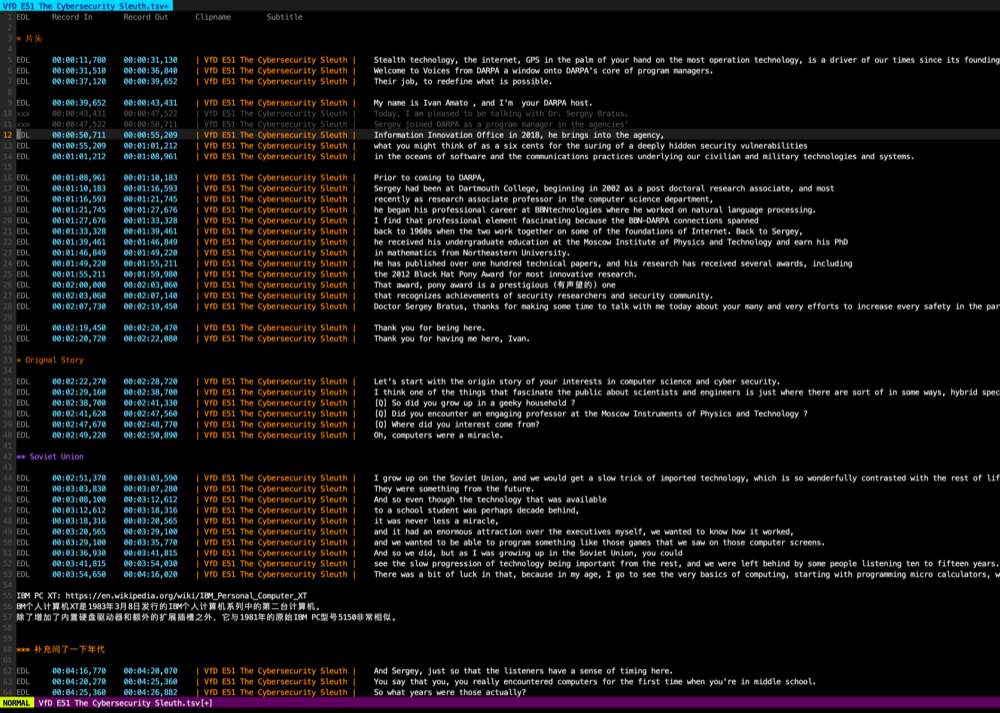 VfD E51 The Cybersecurity Sleuth.tsv+
1 EDL Record In Record Out Clipname Subtitle
2
3 * 片头
4
5 EDL 00:00:11,780 00:00:31,130 | VfD E51 The Cybersecurity Sleuth | Stealth technology, the internet, GPS in the palm of your hand on the most operation technology, is a driver of our times since its founding
6 EDL 00:00:31,510 00:00:36,840 | VfD E51 The Cybersecurity Sleuth | Welcome to Voices from DARPA a window onto DARPA's core of program managers.
7 EDL 00:00:37,120 00:00:39,652 | VfD E51 The Cybersecurity Sleuth | Their job, to redefine what is possible.
8
9 EDL 00:00:39,652 00:00:43,431 | VfD E51 The Cybersecurity Sleuth | My name is Ivan Amato , and I'm your DARPA host.
10 xxx 00:00:43,431 00:00:47,522 | VfD E51 The Cybersecurity Sleuth | Today, I am pleased to be talking with Dr. Sergey Bratus.
11 xxx 00:00:47,522 00:00:50,711 | VfD E51 The Cybersecurity Sleuth | Sergey joined DARPA as a program manager in the agencies'
12 EDL 00:00:50,711 00:00:55,209 | VfD E51 The Cybersecurity Sleuth | Information Innovation Office in 2018, he brings into the agency,
13 EDL 00:00:55,209 00:01:01,212 | VfD E51 The Cybersecurity Sleuth | what you might think of as a six cents for the suring of a deeply hidden security vulnerabilities
14 EDL 00:01:01,212 00:01:08,961 | VfD E51 The Cybersecurity Sleuth | in the oceans of software and the communications practices underlying our civilian and military technologies and systems.
15
16 EDL 00:01:08,961 00:01:10,183 | VfD E51 The Cybersecurity Sleuth | Prior to coming to DARPA,
17 EDL 00:01:10,183 00:01:16,593 | VfD E51 The Cybersecurity Sleuth | Sergey had been at Dartmouth College, beginning in 2002 as a post doctoral research associate, and most
18 EDL 00:01:16,593 00:01:21,745 | VfD E51 The Cybersecurity Sleuth | recently as research associate professor in the computer science department,
19 EDL 00:01:21,745 00:01:27,676 | VfD E51 The Cybersecurity Sleuth | he began his professional career at BBNtechnologies where he worked on natural language processing.
20 EDL 00:01:27,676 00:01:33,328 | VfD E51 The Cybersecurity Sleuth | I find that professional element fascinating because the BBN-DARPA connections spanned
21 EDL 00:01:33,328 00:01:39,461 | VfD E51 The Cybersecurity Sleuth | back to 1960s when the two work together on some of the foundations of Internet. Back to Sergey,
22 EDL 00:01:39,461 00:01:46,849 | VfD E51 The Cybersecurity Sleuth | he received his undergraduate education at the Moscow Institute of Physics and Technology and earn his PhD
23 EDL 00:01:46,849 00:01:49,220 | VfD E51 The Cybersecurity Sleuth | in mathematics from Northeastern University.
24 EDL 00:01:49,220 00:01:55,211 | VfD E51 The Cybersecurity Sleuth | He has published over one hundred technical papers, and his research has received several awards, including
25 EDL 00:01:55,211 00:01:59,980 | VfD E51 The Cybersecurity Sleuth | the 2012 Black Hat Pony Award for most innovative research.
26 EDL 00:02:00,000 00:02:03,060 | VfD E51 The Cybersecurity Sleuth | That award, pony award is a prestigious (有声望的) one
27 EDL 00:02:03,060 00:02:07,140 | VfD E51 The Cybersecurity Sleuth | that recognizes achievements of security researchers and security community.
28 EDL 00:02:07,730 00:02:19,450 | VfD E51 The Cybersecurity Sleuth | Doctor Sergey Bratus, thanks for making some time to talk with me today about your many and very efforts to increase every safety in the par
29
30 EDL 00:02:19,450 00:02:20,470 | VfD E51 The Cybersecurity Sleuth | Thank you for being here.
31 EDL 00:02:20,720 00:02:22,080 | VfD E51 The Cybersecurity Sleuth | Thank you for having me here, Ivan.
32
33 * Orignal Story
34
35 EDL 00:02:22,270 00:02:28,720 | VfD E51 The Cybersecurity Sleuth | Let's start with the origin story of your interests in computer science and cyber security.
36 EDL 00:02:29,160 00:02:38,700 | VfD E51 The Cybersecurity Sleuth | I think one of the things that fascinate the public about scientists and engineers is just where there are sort of in some ways, hybrid spec
37 EDL 00:02:38,700 00:02:41,330 | VfD E51 The Cybersecurity Sleuth | [Q] So did you grow up in a geeky household ?
38 EDL 00:02:41,620 00:02:47,560 | VfD E51 The Cybersecurity Sleuth | [Q] Did you encounter an engaging professor at the Moscow Instruments of Physics and Technology ?
39 EDL 00:02:47,670 00:02:48,770 | VfD E51 The Cybersecurity Sleuth | [Q] Where did you interest come from?
40 EDL 00:02:49,220 00:02:50,890 | VfD E51 The Cybersecurity Sleuth | Oh, computers were a miracle.
41
42 ** Soviet Union
43
44 EDL 00:02:51,370 00:03:03,590 | VfD E51 The Cybersecurity Sleuth | I grow up on the Soviet Union, and we would get a slow trick of imported technology, which is so wonderfully contrasted with the rest of lif
45 EDL 00:03:03,830 00:03:07,280 | VfD E51 The Cybersecurity Sleuth | They were something from the future.
46 EDL 00:03:08,100 00:03:12,612 | VfD E51 The Cybersecurity Sleuth | And so even though the technology that was available
47 EDL 00:03:12,612 00:03:18,316 | VfD E51 The Cybersecurity Sleuth | to a school student was perhaps decade behind,
48 EDL 00:03:18,316 00:03:20,565 | VfD E51 The Cybersecurity Sleuth | it was never less a miracle,
49 EDL 00:03:20,565 00:03:29,100 | VfD E51 The Cybersecurity Sleuth | and it had an enormous attraction over the executives myself, we wanted to know how it worked,
50 EDL 00:03:29,100 00:03:35,770 | VfD E51 The Cybersecurity Sleuth | and we wanted to be able to program something like those games that we saw on those computer screens.
51 EDL 00:03:36,930 00:03:41,815 | VfD E51 The Cybersecurity Sleuth | And so we did, but as I was growing up in the Soviet Union, you could
52 EDL 00:03:41,815 00:03:54,030 | VfD E51 The Cybersecurity Sleuth | see the slow progression of technology being important from the rest, and we were left behind by some people listening ten to fifteen years.
53 EDL 00:03:54,650 00:04:16,020 | VfD E51 The Cybersecurity Sleuth | There was a bit of luck in that, because in my age, I go to see the very basics of computing, starting with programming micro calculators, w
54
55 IBM PC XT: https://en.wikipedia.org/wiki/IBM_Personal_Computer_XT
56 BM个人计算机XT是1983年3月8日发行的IBM个人计算机系列中的第二台计算机。
57 除了增加了内置硬盘驱动器和额外的扩展插槽之外，它与1981年的原始IBM PC型号5150非常相似。
58
59
60 *** 补充问了一下年代
61
62 EDL 00:04:16,770 00:04:20,070 | VfD E51 The Cybersecurity Sleuth | And Sergey, just so that the listeners have a sense of timing here.
63 EDL 00:04:20,210 00:04:25,360 | VfD E51 The Cybersecurity Sleuth | You say that you, you really encountered computers for the first time when you're in middle school.
64 EDL 00:04:25,360 00:04:26,882 | VfD E51 The Cybersecurity Sleuth | So what years were those actually?
NORMAL VfD E51 The Cybersecurity Sleuth.tsv[+]